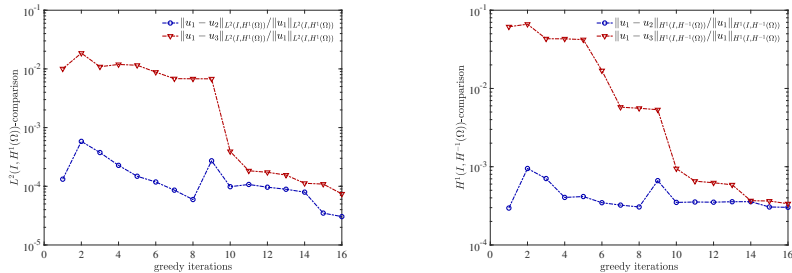 10^{-1}
10^{-2}
10^{-3}
10^{-4}
10^{-5}
L^2(I, H^1(Ω))-comparison
‖u_1 − u_2‖_{L^2(I,H^1(Ω))}/‖u_1‖_{L^2(I,H^1(Ω))}
‖u_1 − u_3‖_{L^2(I,H^1(Ω))}/‖u_1‖_{L^2(I,H^1(Ω))}
0 2 4 6 8 10 12 14 16
greedy iterations
10^{-1}
10^{-2}
10^{-3}
10^{-4}
H^1(I, H^{-1}(Ω))-comparison
‖u_1 − u_2‖_{H^1(I,H^{-1}(Ω))}/‖u_1‖_{H^1(I,H^{-1}(Ω))}
‖u_1 − u_3‖_{H^1(I,H^{-1}(Ω))}/‖u_1‖_{H^1(I,H^{-1}(Ω))}
0 2 4 6 8 10 12 14 16
greedy iterations